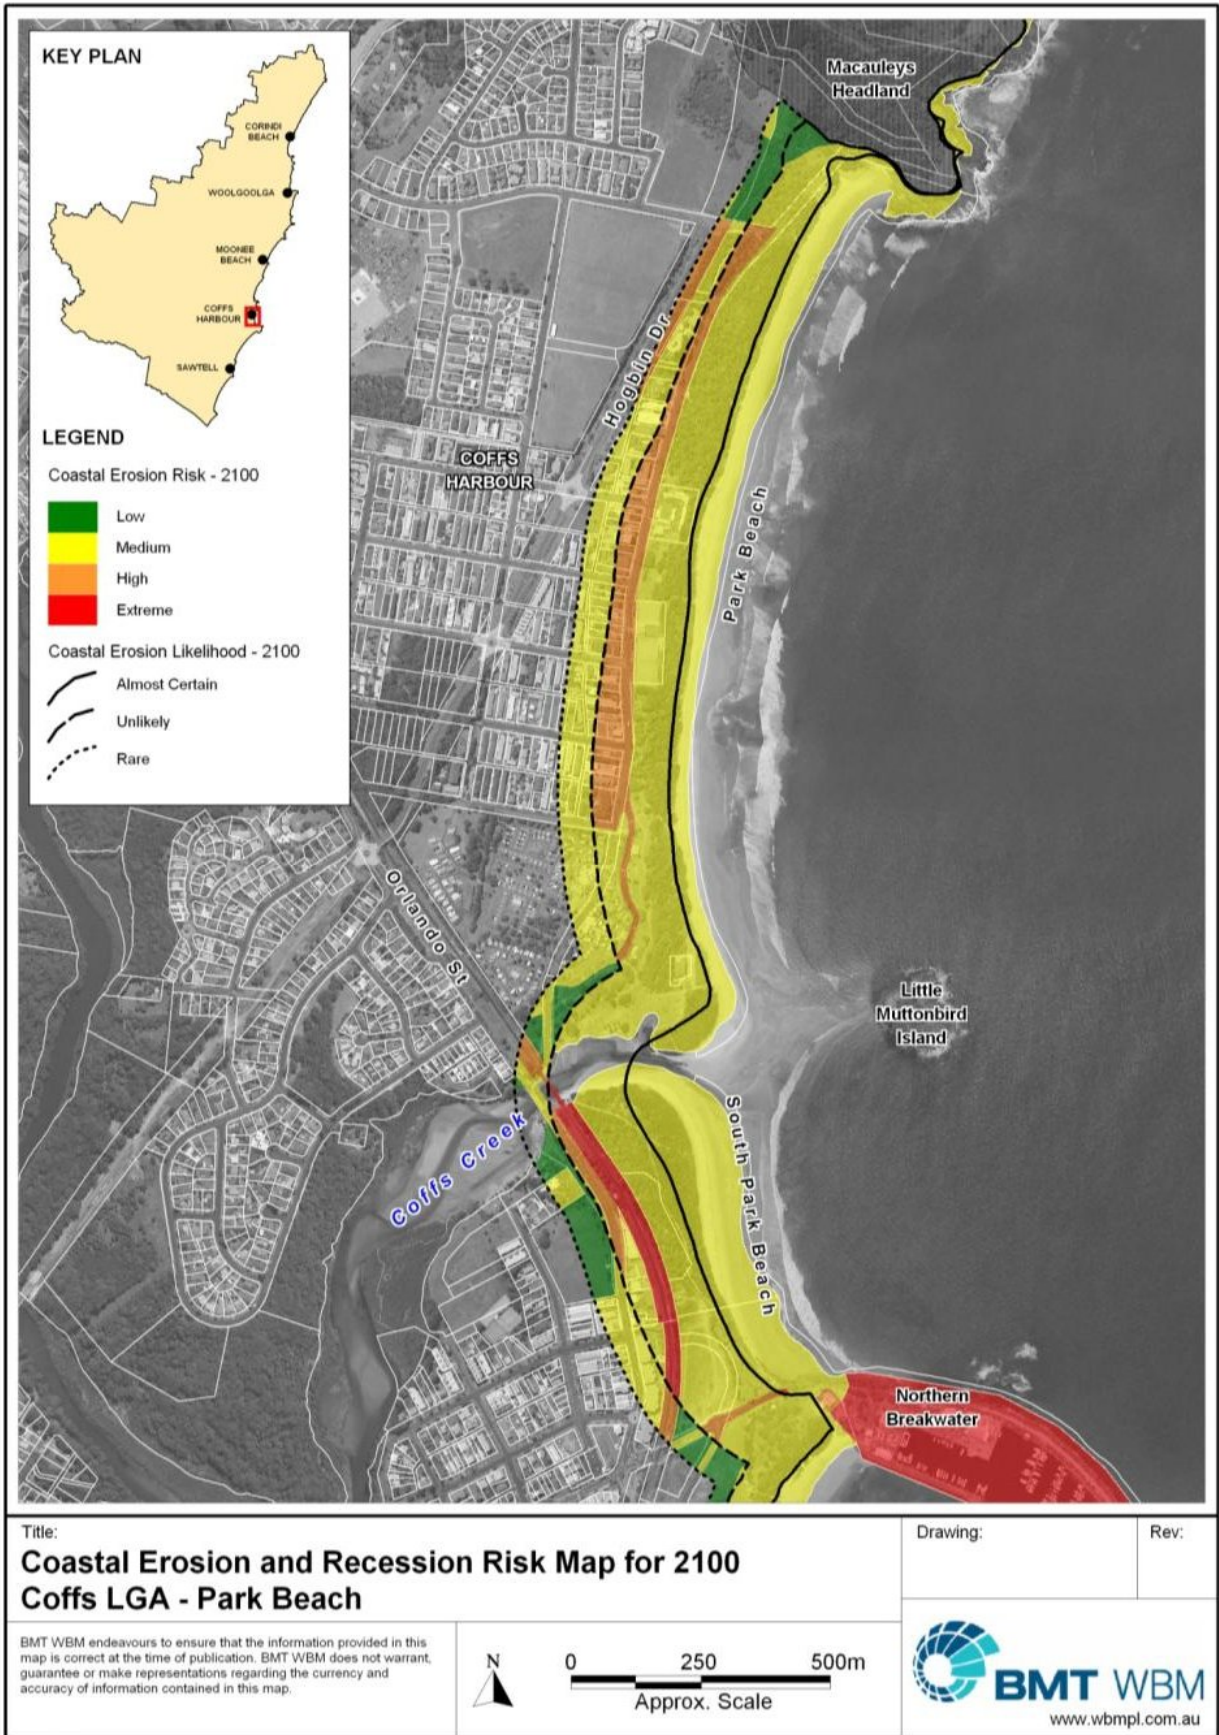 KEY PLAN
CORINDI
BEACH
WOOLGOOLGA
MOONEE
BEACH
COFFS
HARBOUR
SAWTELL
LEGEND
Coastal Erosion Risk - 2100
Low
Medium
High
Extreme
Coastal Erosion Likelihood - 2100
Almost Certain
Unlikely
Rare
Macauleys
Headland
Hogbin Dr
COFFS
HARBOUR
Park Beach
Orlando St
Little
Muttonbird
Island
Coffs Creek
South Park Beach
Northern
Breakwater
Title:
Coastal Erosion and Recession Risk Map for 2100
Coffs LGA - Park Beach
Drawing:
Rev:
BMT WBM endeavours to ensure that the information provided in this
map is correct at the time of publication. BMT WBM does not warrant,
guarantee or make representations regarding the currency and
accuracy of information contained in this map.
N
0 250 500m
Approx. Scale
BMT WBM
www.wbmpl.com.au